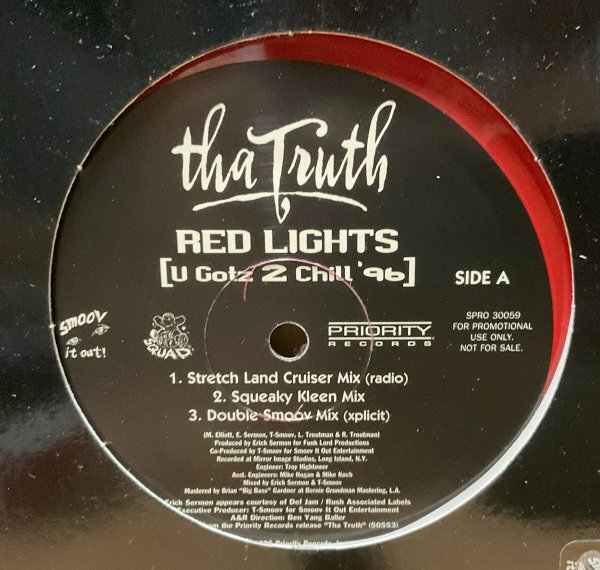 tha Truth
RED LIGHTS
[U Gotz 2 Chill '96]
SIDE A
SPRO 30059
FOR PROMOTIONAL
USE ONLY.
NOT FOR SALE.
SMOOV
it out!
SQUAD
PRIORITY
RECORDS
1. Stretch Land Cruiser Mix (radio)
2. Squeaky Kleen Mix
3. Double Smoov Mix (xplicit)
(M. Elliott, E. Sermon, T-Smoov, L. Troutman & R. Troutman)
Produced by Erick Sermon for Funk Lord Productions
Co-Produced by T-Smoov for Smoov It Out Entertainment
Recorded at Mirror Image Studios, Long Island, N.Y.
Engineer: Troy Hightower
Asst. Engineers: Mike Hogan & Mike Koch
Mixed by Erick Sermon & T-Smoov
Mastered by Brian "Big Bass" Gardner at Bernie Grundman Mastering, L.A.
Erick Sermon appears courtesy of Def Jam / Rush Associated Labels
Executive Producer: T-Smoov for Smoov It Out Entertainment
A&R Direction: Ben Yang Baller
from the Priority Records release "Tha Truth" (50553)
Priority Records